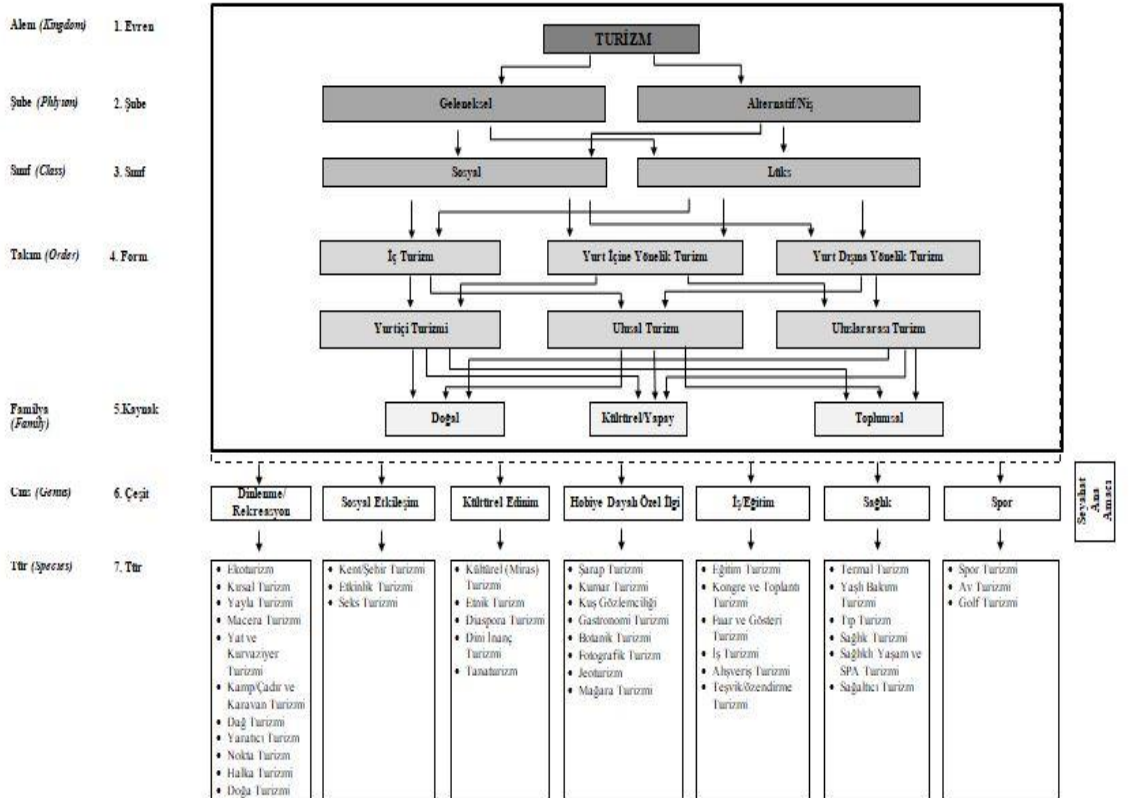 Alem (Kingdom) 1. Evren
TURİZM
Şube (Phlyum) 2. Şube
Geleneksel
Alternatif/Niş
Sınıf (Class) 3. Sınıf
Sosyal
Lüks
Takım (Order) 4. Form
İç Turizm
Yurt İçine Yönelik Turizm
Yurt Dışına Yönelik Turizm
Yurtiçi Turizmi
Ulusal Turizm
Uluslararası Turizm
Familya
(Family)
5.Kaynak
Doğal
Kültürel/Yapay
Toplumsal
Cins (Genus) 6. Çeşit
Dinlenme/
Rekreasyon
Sosyal Etkileşim
Kültürel Edinim
Hobiye Dayalı Özel İlgi
İş/Eğitim
Sağlık
Spor
Seyahat
Ana
Amacı
Tür (Species) 7. Tür
• Ekoturizm
• Kırsal Turizm
• Yayla Turizmi
• Macera Turizmi
• Yat ve
Kurvaziyer
Turizmi
• Kamp/Çadır ve
Karavan Turizmi
• Dağ Turizmi
• Yaratıcı Turizm
• Nokta Turizm
• Halka Turizmi
• Doğa Turizmi
• Kent/Şehir Turizmi
• Etkinlik Turizmi
• Seks Turizmi
• Kültürel (Miras)
Turizmi
• Etnik Turizm
• Diaspora Turizmi
• Dini İnanç
Turizmi
• Tanaturizm
• Şarap Turizmi
• Kumar Turizmi
• Kuş Gözlemciliği
• Gastronomi Turizmi
• Botanik Turizmi
• Fotografik Turizm
• Jeoturizm
• Mağara Turizmi
• Eğitim Turizmi
• Kongre ve Toplantı
Turizmi
• Fuar ve Gösteri
Turizmi
• İş Turizmi
• Alışveriş Turizmi
• Teşvik/özendirme
Turizmi
• Termal Turizm
• Yaşlı Bakımı
Turizmi
• Tıp Turizm
• Sağlık Turizmi
• Sağlıklı Yaşam ve
SPA Turizmi
• Sağaltıcı Turizm
• Spor Turizmi
• Av Turizmi
• Golf Turizmi